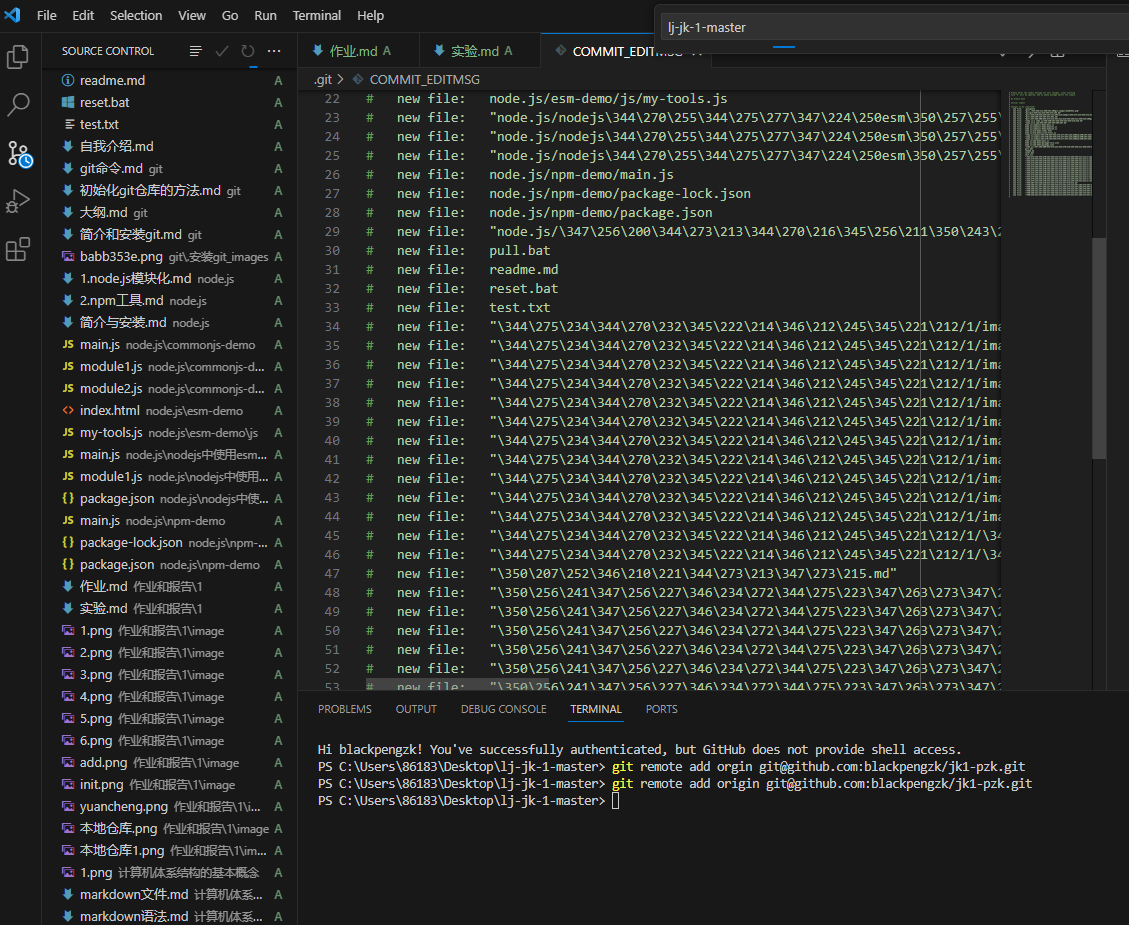 File Edit Selection View Go Run Terminal Help
lj-jk-1-master
SOURCE CONTROL
readme.md A
reset.bat A
test.txt A
自我介绍.md A
git命令.md git A
初始化git仓库的方法.md git A
大纲.md git A
简介和安装git.md git A
babb353e.png git\安装git_images A
1.node.js模块化.md node.js A
2.npm工具.md node.js A
简介与安装.md node.js A
JS main.js node.js\commonjs-demo A
JS module1.js node.js\commonjs-d... A
JS module2.js node.js\commonjs-d... A
<> index.html node.js\esm-demo A
JS my-tools.js node.js\esm-demo\js A
JS main.js node.js\nodejs中使用esm... A
JS module1.js node.js\nodejs中使用... A
{} package.json node.js\nodejs中使... A
JS main.js node.js\npm-demo A
{} package-lock.json node.js\npm-... A
{} package.json node.js\npm-demo A
作业.md 作业和报告\1 A
实验.md 作业和报告\1 A
1.png 作业和报告\1\image A
2.png 作业和报告\1\image A
3.png 作业和报告\1\image A
4.png 作业和报告\1\image A
5.png 作业和报告\1\image A
6.png 作业和报告\1\image A
add.png 作业和报告\1\image A
init.png 作业和报告\1\image A
yuancheng.png 作业和报告\1\i... A
本地仓库.png 作业和报告\1\image A
本地仓库1.png 作业和报告\1\im... A
1.png 计算机体系结构的基本概念 A
markdown文件.md 计算机体系... A
markdown语法.md 计算机体系... A
作业.md A 实验.md A COMMIT_EDITMSG
.git > COMMIT_EDITMSG
22 # new file: node.js/esm-demo/js/my-tools.js
23 # new file: "node.js/nodejs\344\270\255\344\275\277\347\224\250esm\350\257\255\
24 # new file: "node.js/nodejs\344\270\255\344\275\277\347\224\250esm\350\257\255\
25 # new file: "node.js/nodejs\344\270\255\344\275\277\347\224\250esm\350\257\255\
26 # new file: node.js/npm-demo/main.js
27 # new file: node.js/npm-demo/package-lock.json
28 # new file: node.js/npm-demo/package.json
29 # new file: "node.js/\347\256\200\344\273\213\344\270\216\345\256\211\350\243\2
30 # new file: pull.bat
31 # new file: readme.md
32 # new file: reset.bat
33 # new file: test.txt
34 # new file: "\344\275\234\344\270\232\345\222\214\346\212\245\345\221\212/1/ima
35 # new file: "\344\275\234\344\270\232\345\222\214\346\212\245\345\221\212/1/ima
36 # new file: "\344\275\234\344\270\232\345\222\214\346\212\245\345\221\212/1/ima
37 # new file: "\344\275\234\344\270\232\345\222\214\346\212\245\345\221\212/1/ima
38 # new file: "\344\275\234\344\270\232\345\222\214\346\212\245\345\221\212/1/ima
39 # new file: "\344\275\234\344\270\232\345\222\214\346\212\245\345\221\212/1/ima
40 # new file: "\344\275\234\344\270\232\345\222\214\346\212\245\345\221\212/1/ima
41 # new file: "\344\275\234\344\270\232\345\222\214\346\212\245\345\221\212/1/ima
42 # new file: "\344\275\234\344\270\232\345\222\214\346\212\245\345\221\212/1/ima
43 # new file: "\344\275\234\344\270\232\345\222\214\346\212\245\345\221\212/1/ima
44 # new file: "\344\275\234\344\270\232\345\222\214\346\212\245\345\221\212/1/ima
45 # new file: "\344\275\234\344\270\232\345\222\214\346\212\245\345\221\212/1/\34
46 # new file: "\344\275\234\344\270\232\345\222\214\346\212\245\345\221\212/1/\34
47 # new file: "\350\207\252\346\210\221\344\273\213\347\273\215.md"
48 # new file: "\350\256\241\347\256\227\346\234\272\344\275\223\347\263\273\347\2
49 # new file: "\350\256\241\347\256\227\346\234\272\344\275\223\347\263\273\347\2
50 # new file: "\350\256\241\347\256\227\346\234\272\344\275\223\347\263\273\347\2
51 # new file: "\350\256\241\347\256\227\346\234\272\344\275\223\347\263\273\347\2
52 # new file: "\350\256\241\347\256\227\346\234\272\344\275\223\347\263\273\347\2
53 # new file: "\350\256\241\347\256\227\346\234\272\344\275\223\347\263\273\347\2
PROBLEMS OUTPUT DEBUG CONSOLE TERMINAL PORTS
Hi blackpengzk! You've successfully authenticated, but GitHub does not provide shell access.
PS C:\Users\86183\Desktop\lj-jk-1-master> git remote add orgin git@github.com:blackpengzk/jk1-pzk.git
PS C:\Users\86183\Desktop\lj-jk-1-master> git remote add origin git@github.com:blackpengzk/jk1-pzk.git
PS C:\Users\86183\Desktop\lj-jk-1-master>